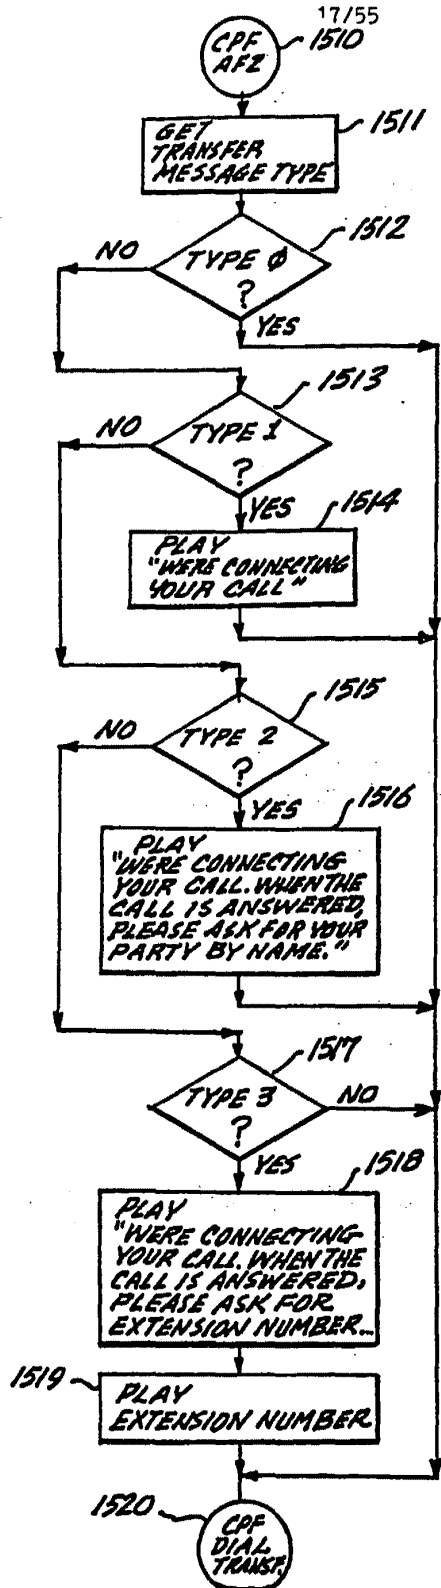 17/55
CPF
AFZ
1510
GET
TRANSFER
MESSAGE TYPE
1511
TYPE Ø
?
1512
NO
YES
TYPE 1
?
1513
NO
YES
PLAY
"WERE CONNECTING
YOUR CALL"
1514
TYPE 2
?
1515
NO
YES
PLAY
"WERE CONNECTING
YOUR CALL. WHEN THE
CALL IS ANSWERED,
PLEASE ASK FOR YOUR
PARTY BY NAME."
1516
TYPE 3
?
1517
NO
YES
PLAY
"WERE CONNECTING
YOUR CALL. WHEN THE
CALL IS ANSWERED,
PLEASE ASK FOR
EXTENSION NUMBER...
1518
1519
PLAY
EXTENSION NUMBER
1520
CPF
DIAL
TRANSF.